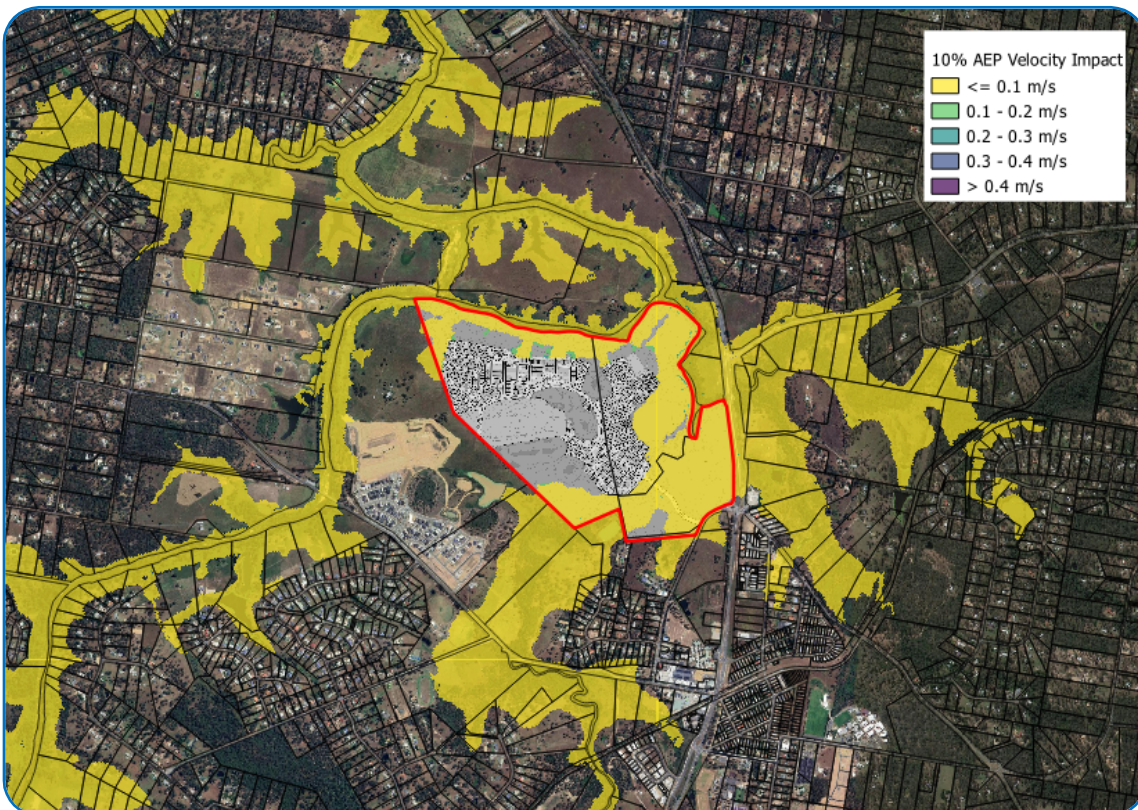 10% AEP Velocity Impact
<= 0.1 m/s
0.1 - 0.2 m/s
0.2 - 0.3 m/s
0.3 - 0.4 m/s
> 0.4 m/s